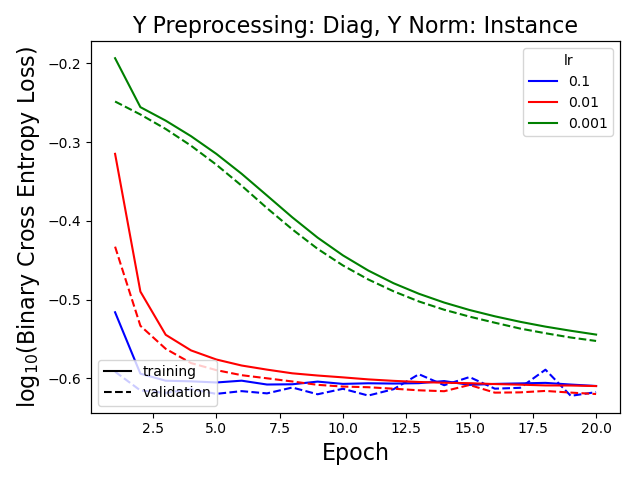 Y Preprocessing: Diag, Y Norm: Instance
log10(Binary Cross Entropy Loss)
−0.2
−0.3
−0.4
−0.5
−0.6
lr
0.1
0.01
0.001
training
validation
2.5 5.0 7.5 10.0 12.5 15.0 17.5 20.0
Epoch